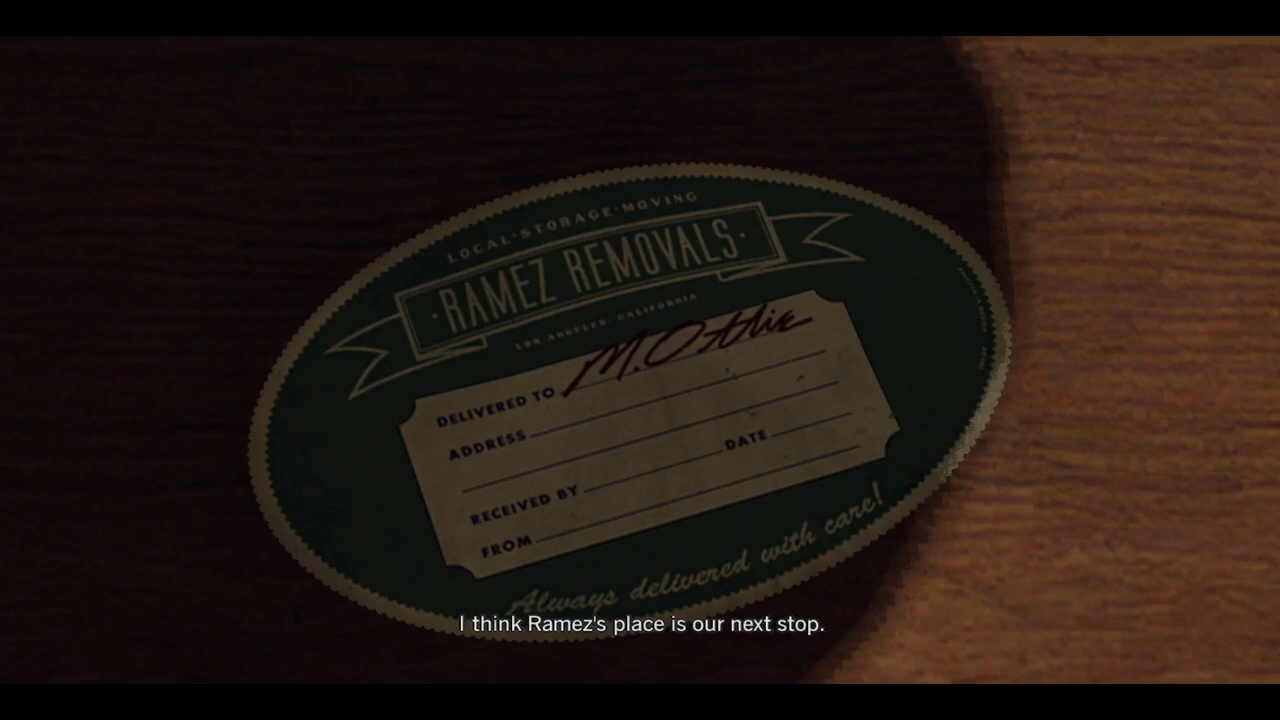 LOCAL·STORAGE·MOVING
·RAMEZ REMOVALS·
LOS ANGELES, CALIFORNIA
DELIVERED TO M. Ottlie
ADDRESS
RECEIVED BY DATE
FROM
Always delivered with care!
I think Ramez's place is our next stop.